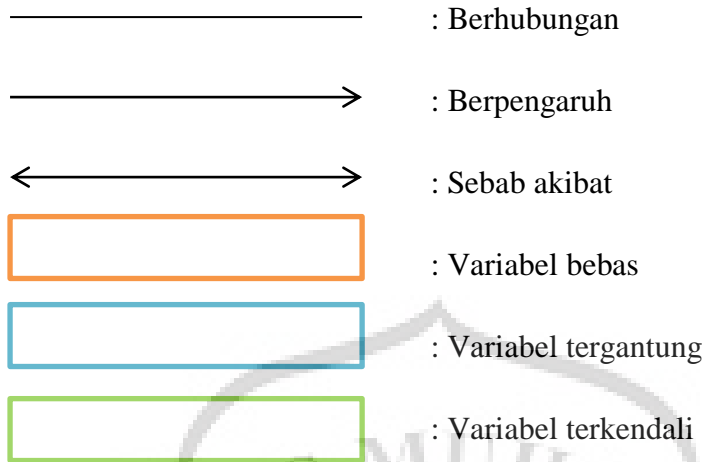 : Berhubungan
: Berpengaruh
: Sebab akibat
: Variabel bebas
: Variabel tergantung
: Variabel terkendali